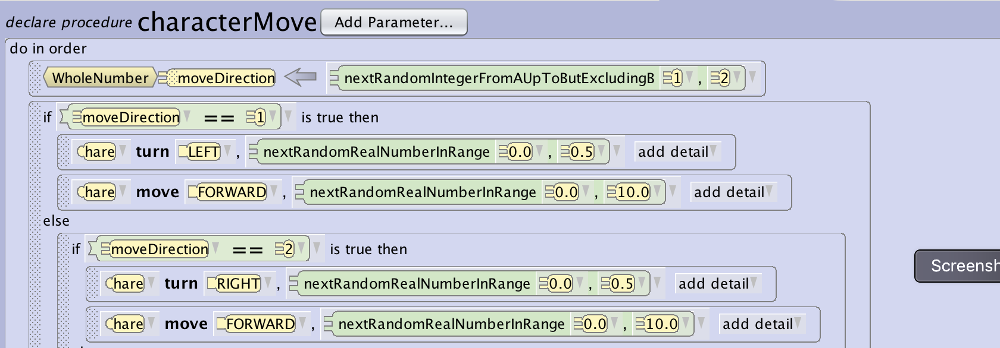 declare procedure characterMove Add Parameter...
do in order
WholeNumber moveDirection nextRandomIntegerFromAUpToButExcludingB 1 , 2
if moveDirection == 1 is true then
hare turn LEFT , nextRandomRealNumberInRange 0.0 , 0.5 add detail
hare move FORWARD , nextRandomRealNumberInRange 0.0 , 10.0 add detail
else
if moveDirection == 2 is true then
Screensh
hare turn RIGHT , nextRandomRealNumberInRange 0.0 , 0.5 add detail
hare move FORWARD , nextRandomRealNumberInRange 0.0 , 10.0 add detail